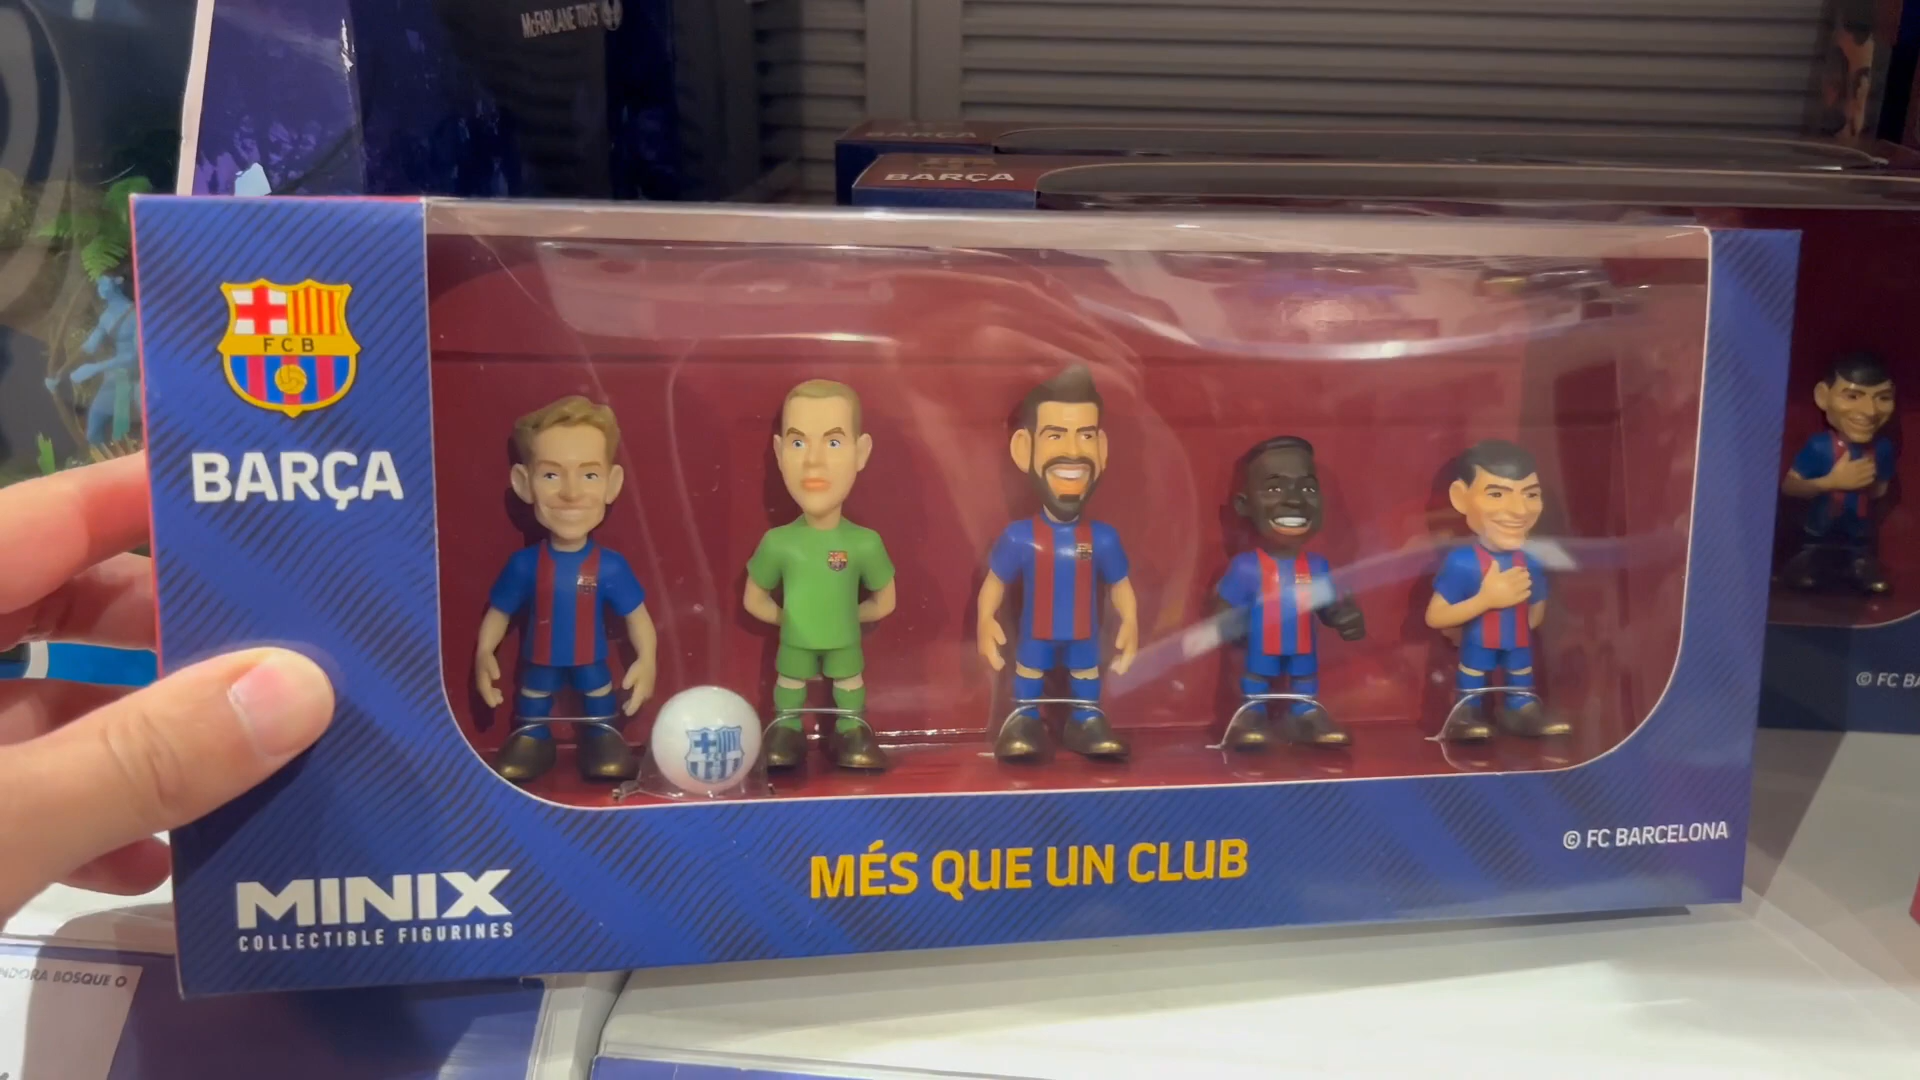 McFARLANE TOYS
BARÇA
BARÇA
FCB
BARÇA
MÉS QUE UN CLUB
© FC BARCELONA
MINIX
COLLECTIBLE FIGURINES
© FC BA
NDORA BOSQUE O